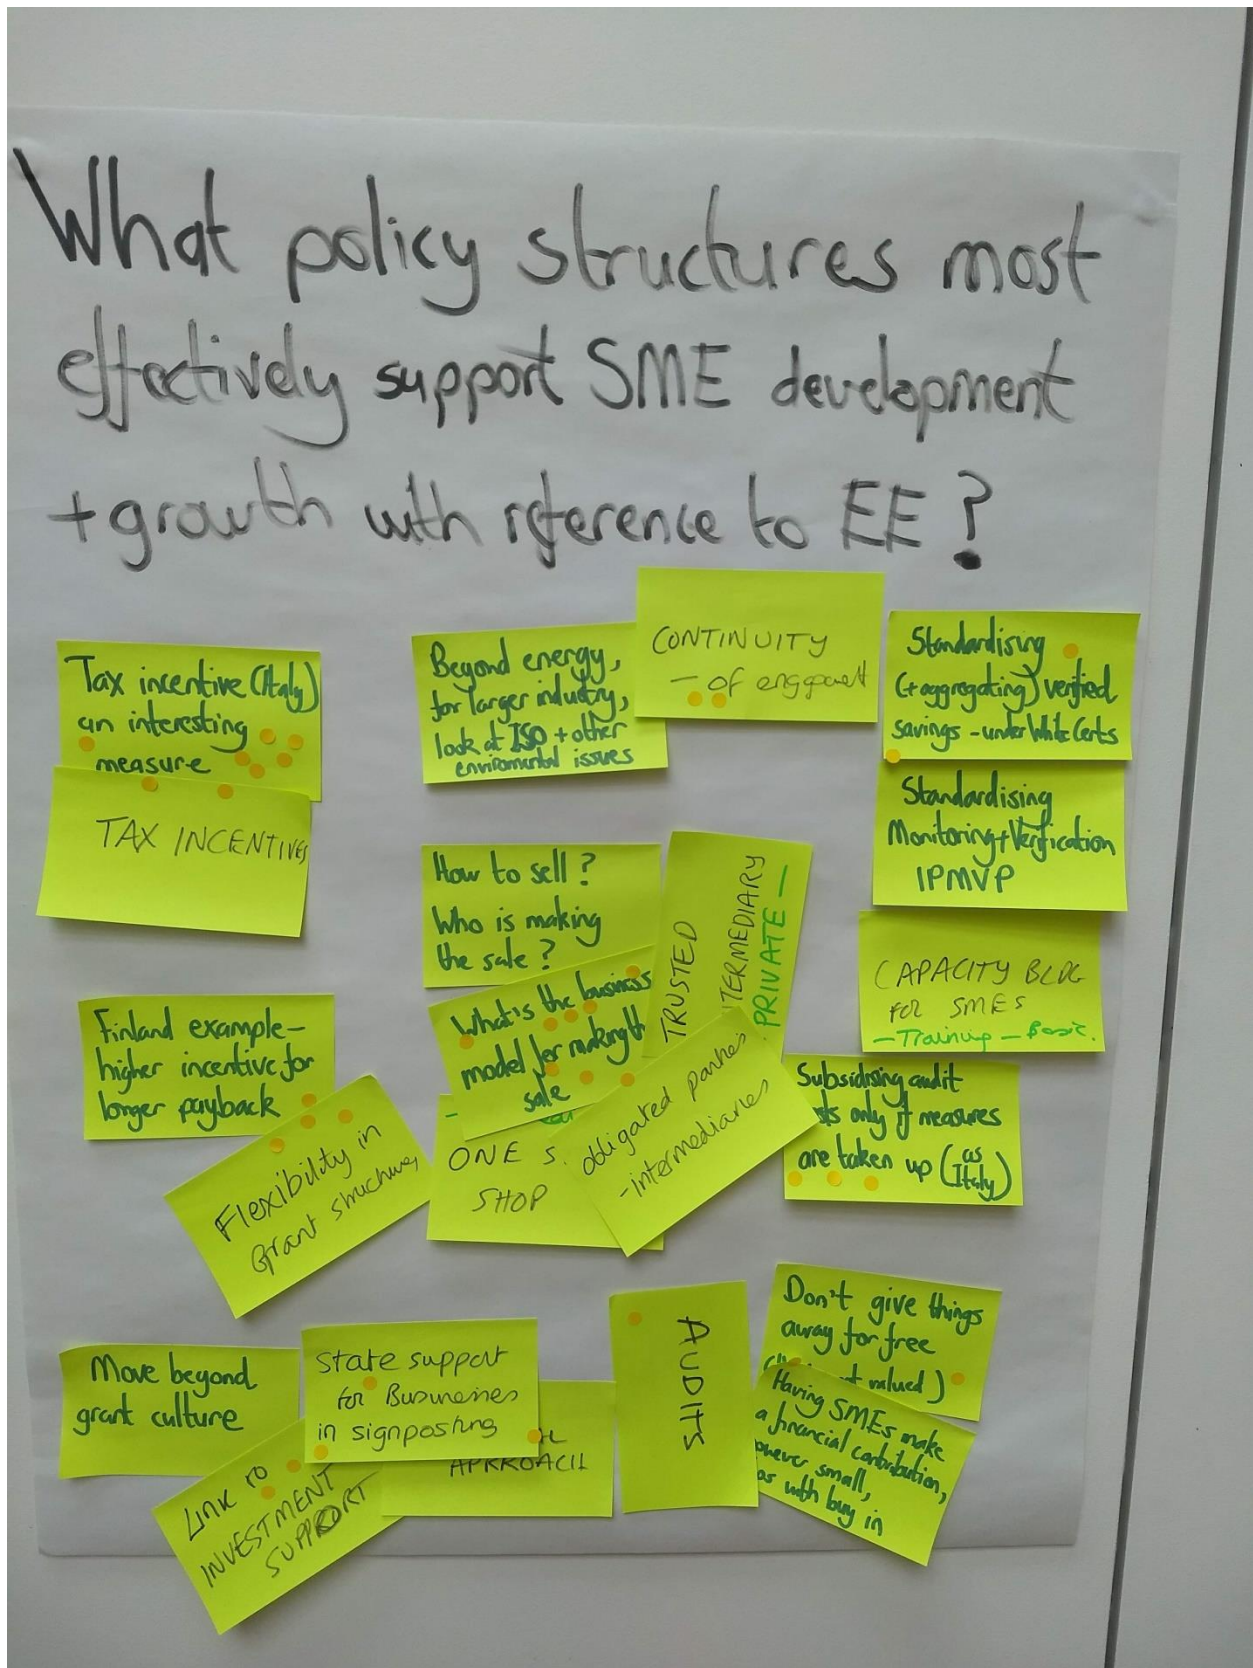 What policy structures most
effectively support SME development
+ growth with reference to EE?
Tax incentive (Italy)
an interesting
measure
TAX INCENTIVES
Finland example-
higher incentive for
longer payback
Flexibility in
Grant structures
Move beyond
grant culture
LINK TO
INVESTMENT
SUPPORT
State support
for Businesses
in signposting
APRROACH
Beyond energy,
for larger industry,
look at ISO + other
enviromental issues
CONTINUITY
- of engagement
How to sell?
Who is making
the sale?
What's the business
model for making
sale
TRUSTED
TERMEDIARY
PRIVATE -
ONE S.
SHOP
obligated parties
-intermediaries
AUDITS
Standardising
(+aggregating) verified
savings - under White Certs
Standardising
Monitoring + Verification
IPMVP
CAPACITY BLDG
for SMEs
- Training - Basic.
Subsidising audit
only if measures
are taken up (as
Italy)
Don't give things
away for free
valued)
Having SMEs make
a financial contribution,
however small,
with buy in